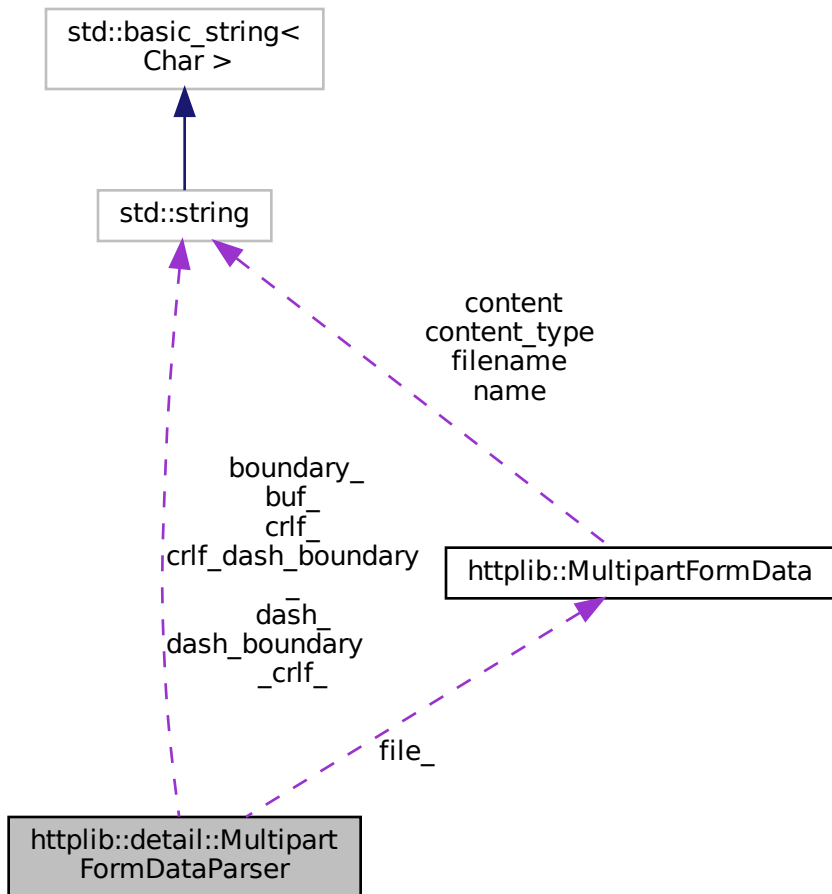 std::basic_string<
Char >
std::string
content
content_type
filename
name
boundary_
buf_
crlf_
crlf_dash_boundary
_
dash_
dash_boundary
_crlf_
httplib::MultipartFormData
file_
httplib::detail::Multipart
FormDataParser